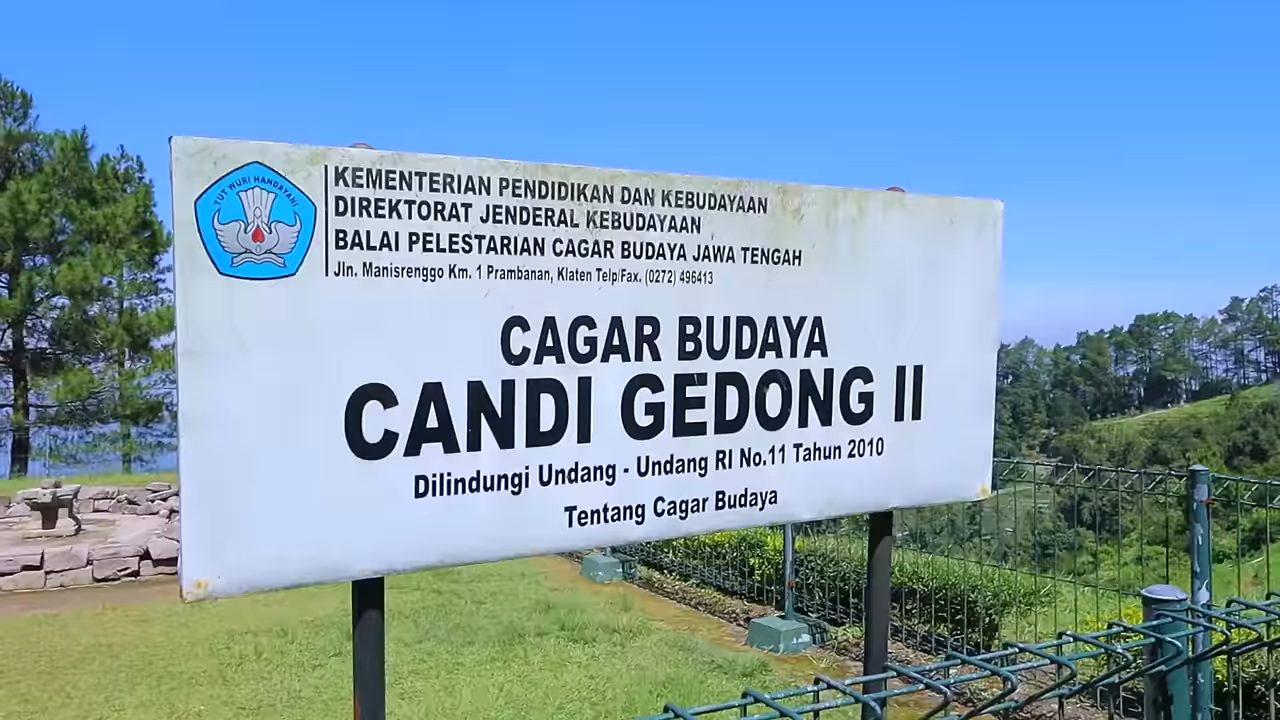 TUT WURI HANDAYANI
KEMENTERIAN PENDIDIKAN DAN KEBUDAYAAN
DIREKTORAT JENDERAL KEBUDAYAAN
BALAI PELESTARIAN CAGAR BUDAYA JAWA TENGAH
Jln. Manisrenggo Km. 1 Prambanan, Klaten Telp/Fax. (0272) 496413
CAGAR BUDAYA
CANDI GEDONG II
Dilindungi Undang - Undang RI No.11 Tahun 2010
Tentang Cagar Budaya